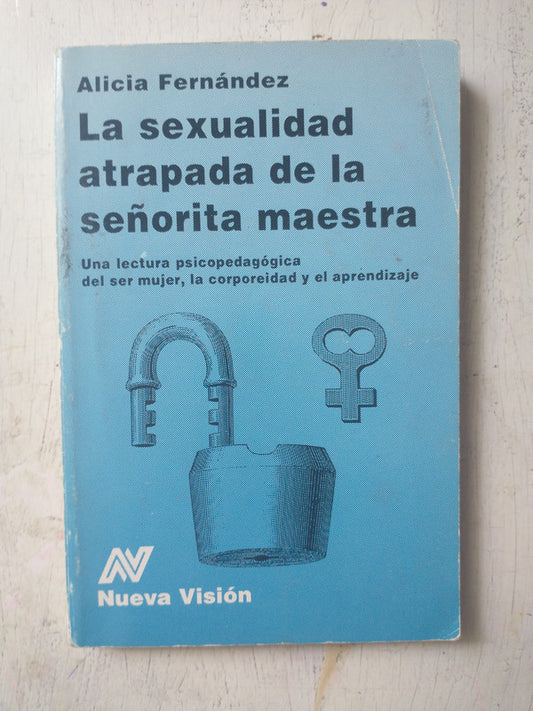 Alicia Fernández
La sexualidad
atrapada de la
señorita maestra
Una lectura psicopedagógica
del ser mujer, la corporeidad y el aprendizaje
NV
Nueva Visión